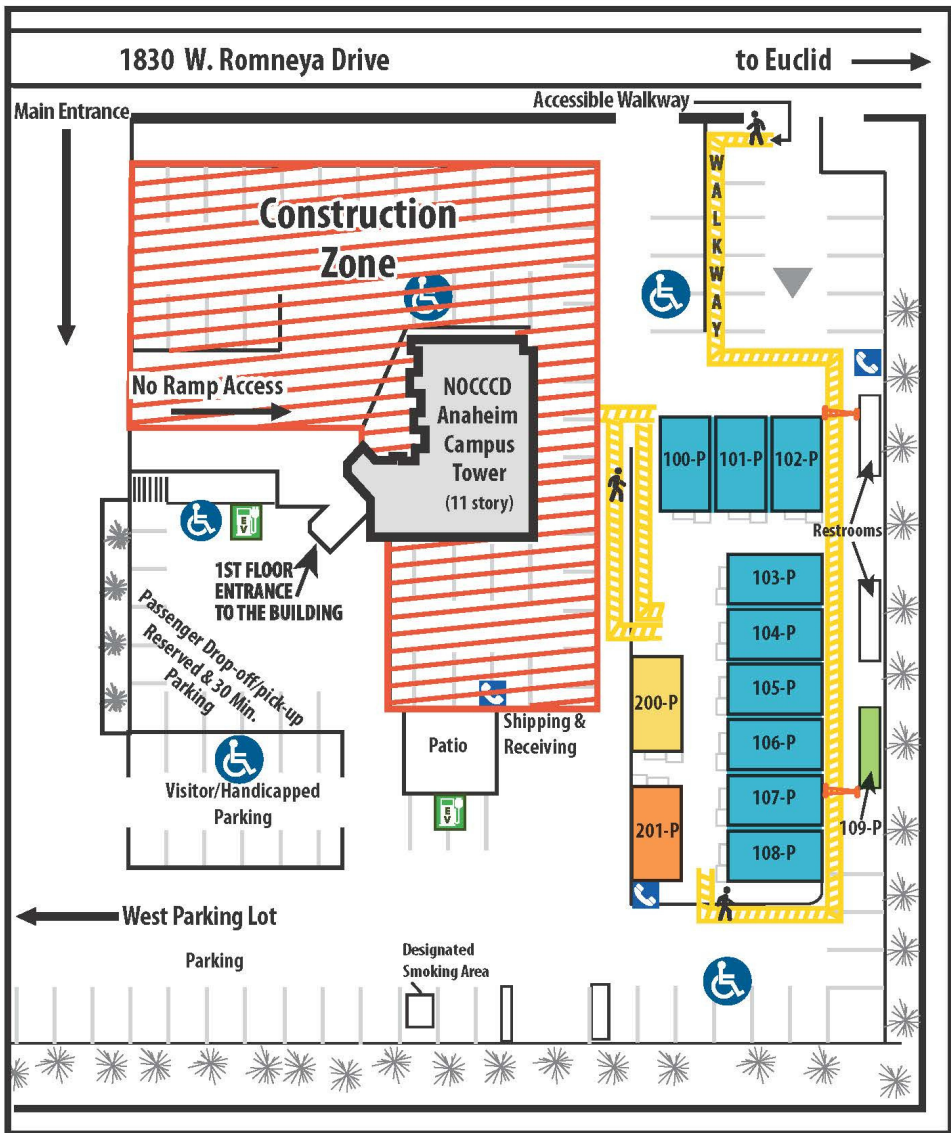 1830 W. Romneya Drive
to Euclid
Main Entrance
Accessible Walkway
WALKWAY
Construction
Zone
No Ramp Access
NOCCCD
Anaheim
Campus
Tower
(11 story)
100-P
101-P
102-P
Restrooms
EV
1ST FLOOR
ENTRANCE
TO THE BUILDING
103-P
104-P
105-P
106-P
107-P
108-P
109-P
Passenger Drop-off/pick-up
Reserved & 30 Min.
Parking
200-P
201-P
Shipping &
Receiving
Patio
EV
Visitor/Handicapped
Parking
West Parking Lot
Parking
Designated
Smoking Area